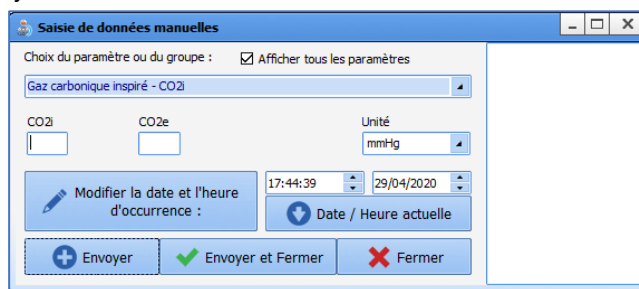 Saisie de données manuelles
Choix du paramètre ou du groupe :
Afficher tous les paramètres
Gaz carbonique inspiré - CO2i
CO2i
CO2e
Unité
mmHg
Modifier la date et l'heure
d'occurrence :
17:44:39
29/04/2020
Date / Heure actuelle
Envoyer
Envoyer et Fermer
Fermer